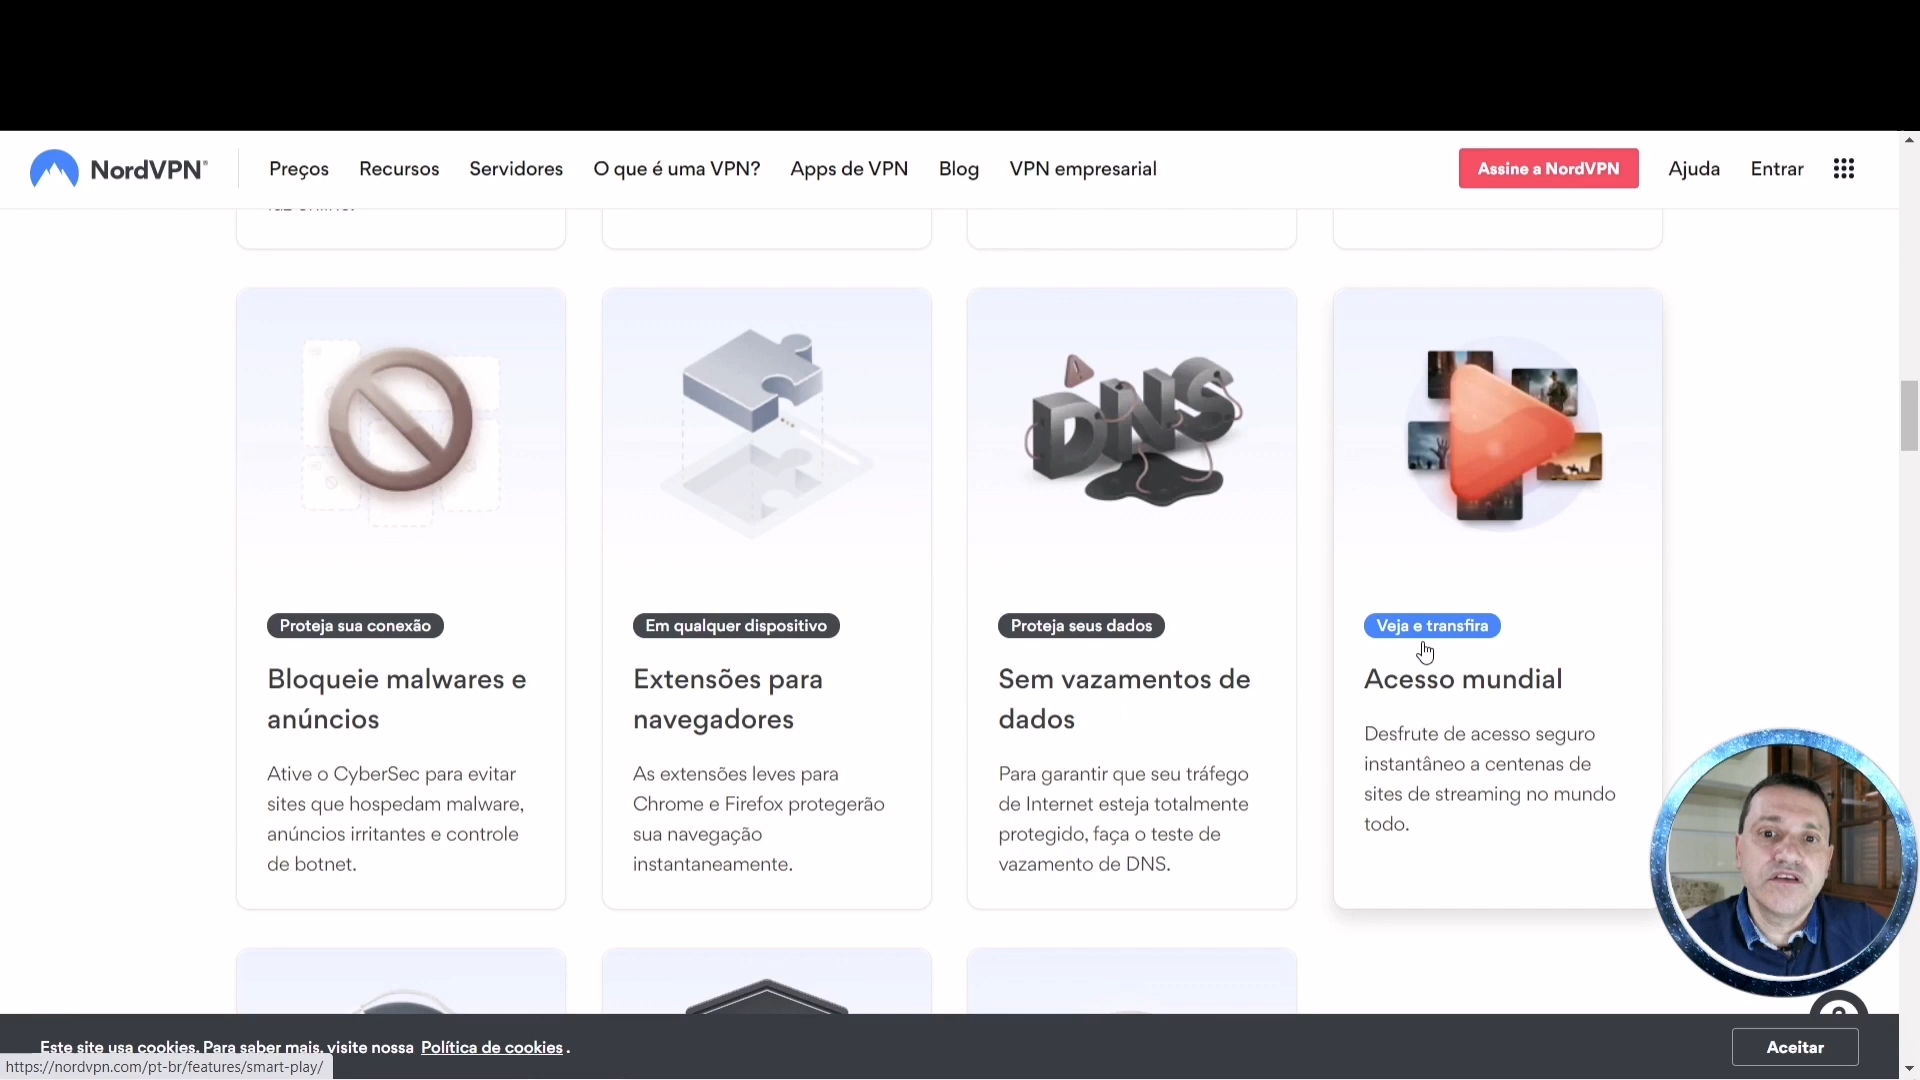 NordVPN®
Preços
Recursos
Servidores
O que é uma VPN?
Apps de VPN
Blog
VPN empresarial
Assine a NordVPN
Ajuda
Entrar
Proteja sua conexão
Bloqueie malwares e
anúncios
Ative o CyberSec para evitar
sites que hospedam malware,
anúncios irritantes e controle
de botnet.
Em qualquer dispositivo
Extensões para
navegadores
As extensões leves para
Chrome e Firefox protegerão
sua navegação
instantaneamente.
DNS
Proteja seus dados
Sem vazamentos de
dados
Para garantir que seu tráfego
de Internet esteja totalmente
protegido, faça o teste de
vazamento de DNS.
Veja e transfira
Acesso mundial
Desfrute de acesso seguro
instantâneo a centenas de
sites de streaming no mundo
todo.
Este site usa cookies. Para saber mais, visite nossa Política de cookies .
Aceitar
https://nordvpn.com/pt-br/features/smart-play/